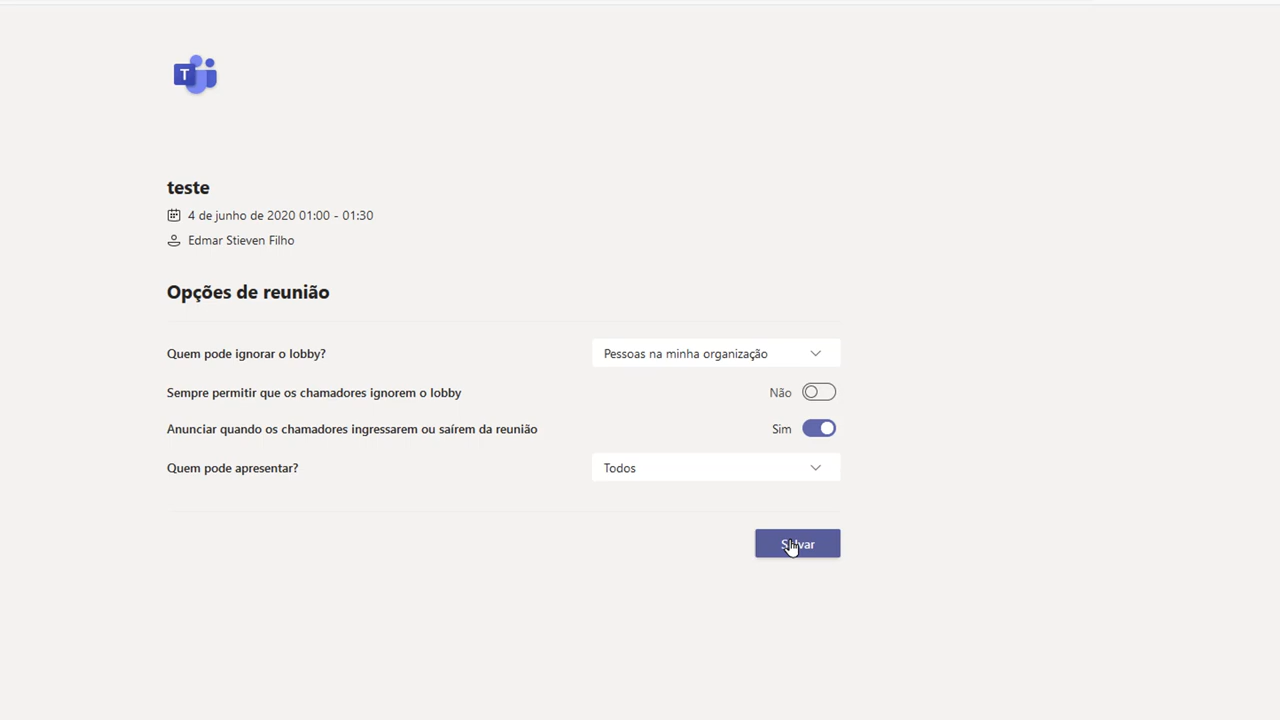 T
teste
4 de junho de 2020 01:00 - 01:30
Edmar Stieven Filho
Opções de reunião
Quem pode ignorar o lobby?
Pessoas na minha organização
Sempre permitir que os chamadores ignorem o lobby
Não
Anunciar quando os chamadores ingressarem ou saírem da reunião
Sim
Quem pode apresentar?
Todos
Salvar